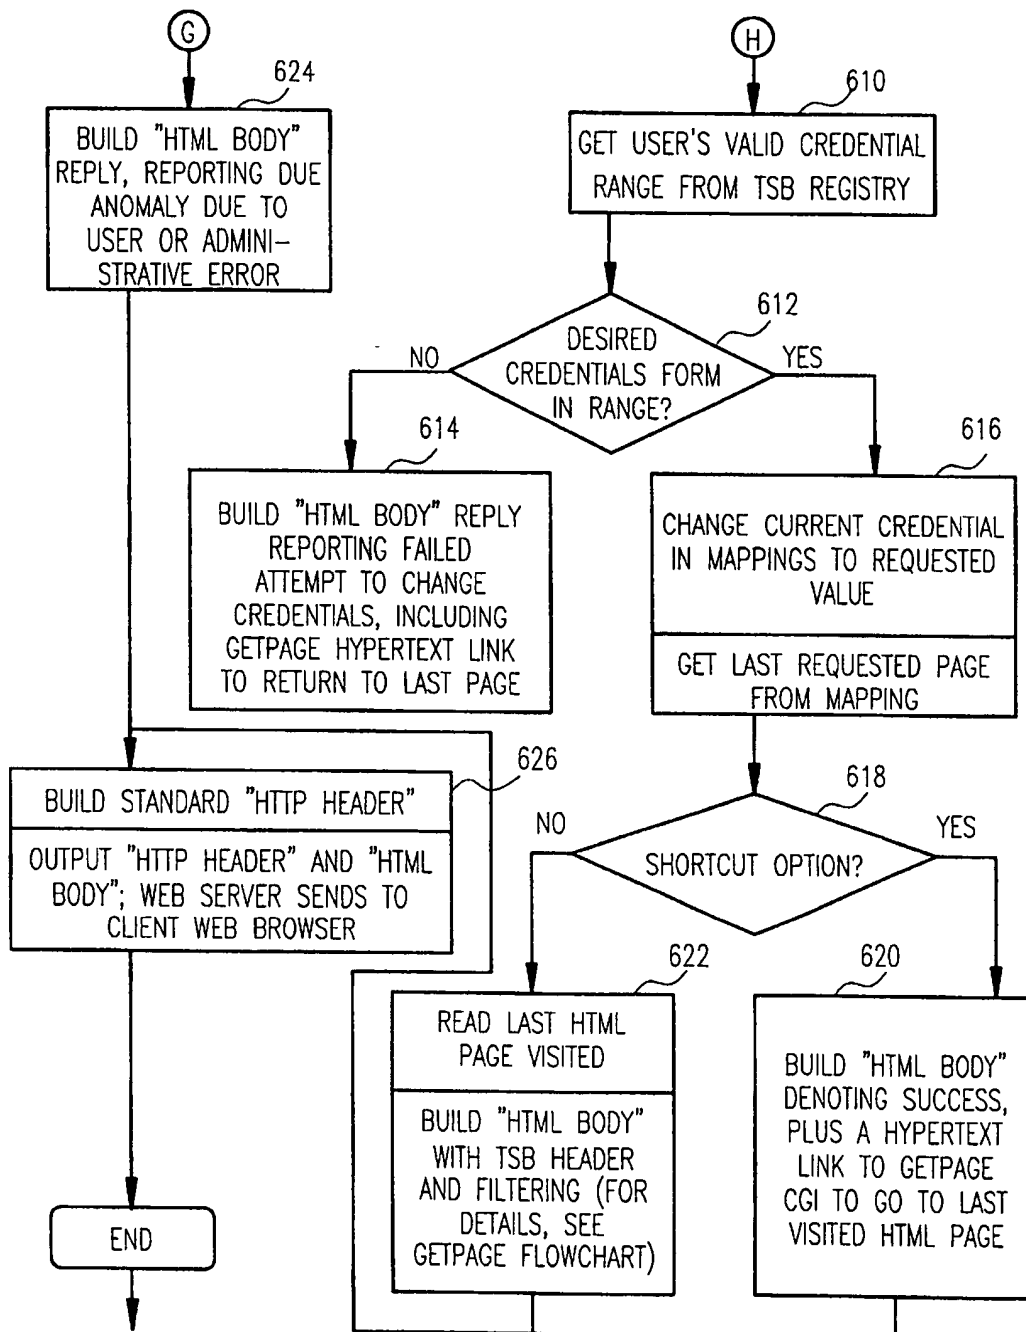 G
624
BUILD "HTML BODY"
REPLY, REPORTING DUE
ANOMALY DUE TO
USER OR ADMINI-
STRATIVE ERROR
H
610
GET USER'S VALID CREDENTIAL
RANGE FROM TSB REGISTRY
612
DESIRED
CREDENTIALS FORM
IN RANGE?
NO
YES
614
BUILD "HTML BODY" REPLY
REPORTING FAILED
ATTEMPT TO CHANGE
CREDENTIALS, INCLUDING
GETPAGE HYPERTEXT LINK
TO RETURN TO LAST PAGE
616
CHANGE CURRENT CREDENTIAL
IN MAPPINGS TO REQUESTED
VALUE
GET LAST REQUESTED PAGE
FROM MAPPING
626
BUILD STANDARD "HTTP HEADER"
OUTPUT "HTTP HEADER" AND "HTML
BODY"; WEB SERVER SENDS TO
CLIENT WEB BROWSER
618
SHORTCUT OPTION?
NO
YES
622
READ LAST HTML
PAGE VISITED
BUILD "HTML BODY"
WITH TSB HEADER
AND FILTERING (FOR
DETAILS, SEE
GETPAGE FLOWCHART)
620
BUILD "HTML BODY"
DENOTING SUCCESS,
PLUS A HYPERTEXT
LINK TO GETPAGE
CGI TO GO TO LAST
VISITED HTML PAGE
END